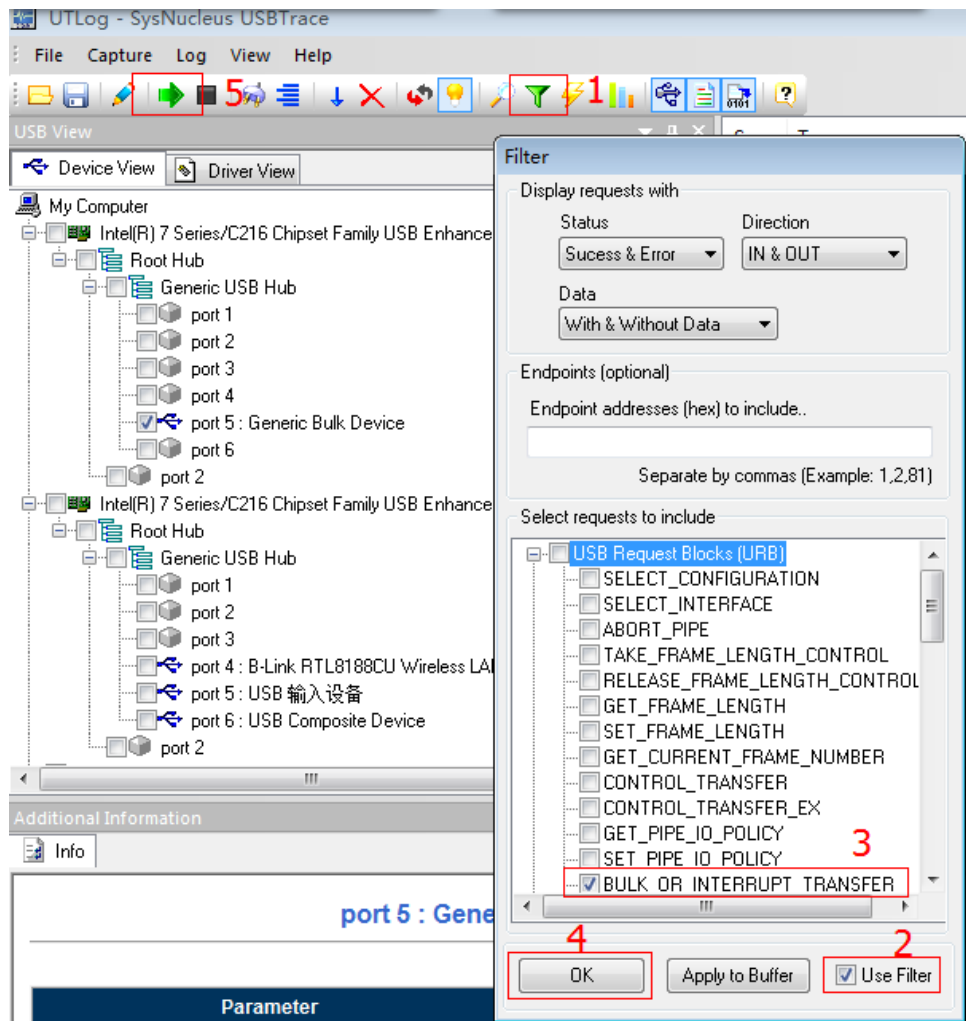 UTLog - SysNucleus USBTrace
File Capture Log View Help
5
1
USB View
Device View Driver View
My Computer
Intel(R) 7 Series/C216 Chipset Family USB Enhance
Root Hub
Generic USB Hub
port 1
port 2
port 3
port 4
port 5 : Generic Bulk Device
port 6
port 2
Intel(R) 7 Series/C216 Chipset Family USB Enhance
Root Hub
Generic USB Hub
port 1
port 2
port 3
port 4 : B-Link RTL8188CU Wireless LA
port 5 : USB 输入设备
port 6 : USB Composite Device
port 2
Additional Information
Info
port 5 : Gene
Parameter
Filter
Display requests with
Status Direction
Sucess & Error IN & OUT
Data
With & Without Data
Endpoints (optional)
Endpoint addresses (hex) to include..
Separate by commas (Example: 1,2,81)
Select requests to include
USB Request Blocks (URB)
SELECT_CONFIGURATION
SELECT_INTERFACE
ABORT_PIPE
TAKE_FRAME_LENGTH_CONTROL
RELEASE_FRAME_LENGTH_CONTROL
GET_FRAME_LENGTH
SET_FRAME_LENGTH
GET_CURRENT_FRAME_NUMBER
CONTROL_TRANSFER
CONTROL_TRANSFER_EX
GET_PIPE_IO_POLICY
SET_PIPE_IO_POLICY
3
BULK_OR_INTERRUPT_TRANSFER
4
2
OK Apply to Buffer Use Filter